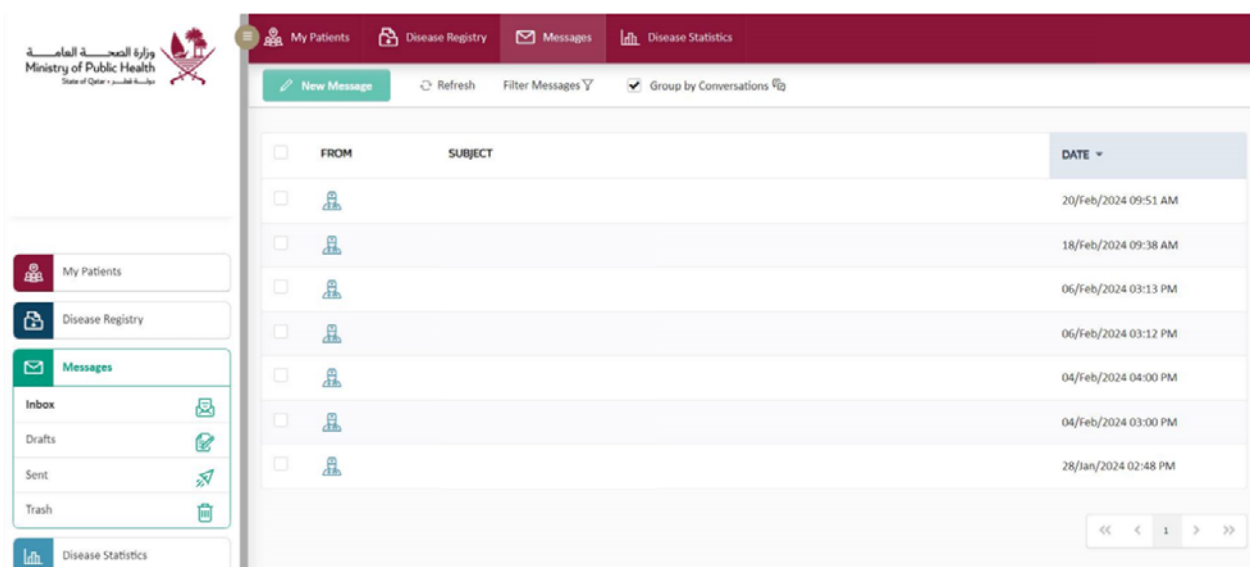 وزارة الصحة العامة
Ministry of Public Health
State of Qatar • دولة قطر
My Patients
Disease Registry
Messages
Disease Statistics
New Message
Refresh
Filter Messages
Group by Conversations
FROM
SUBJECT
DATE
20/Feb/2024 09:51 AM
18/Feb/2024 09:38 AM
06/Feb/2024 03:13 PM
06/Feb/2024 03:12 PM
04/Feb/2024 04:00 PM
04/Feb/2024 03:00 PM
28/Jan/2024 02:48 PM
<< < 1 > >>
My Patients
Disease Registry
Messages
Inbox
Drafts
Sent
Trash
Disease Statistics